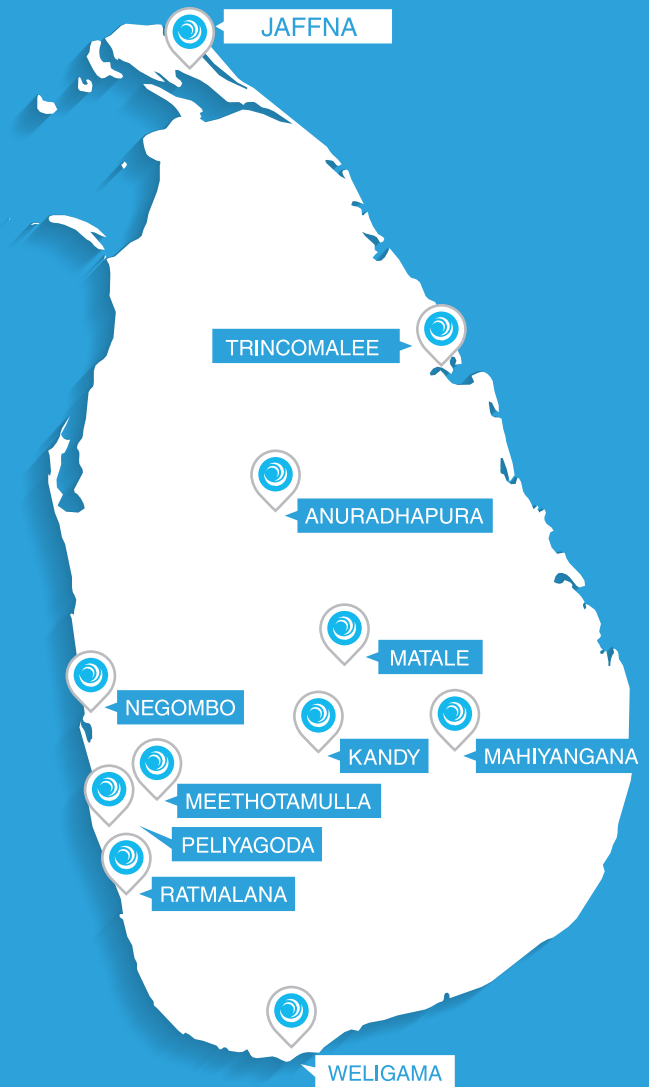 JAFFNA
TRINCOMALEE
ANURADHAPURA
MATALE
NEGOMBO
KANDY
MAHIYANGANA
MEETHOTAMULLA
PELIYAGODA
RATMALANA
WELIGAMA